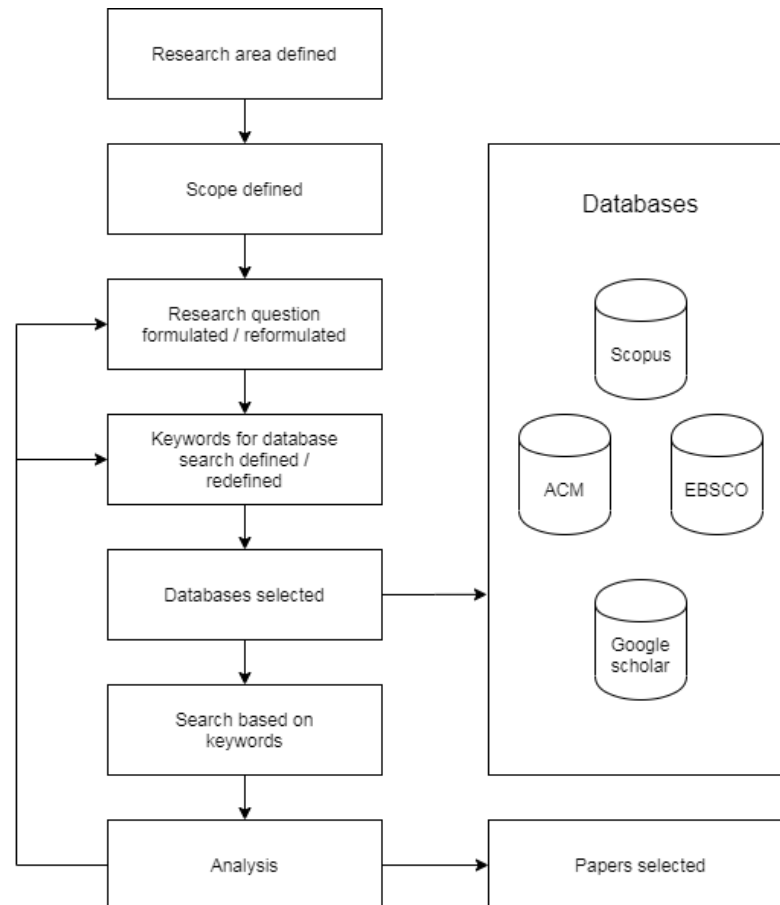 Research area defined
Scope defined
Research question
formulated / reformulated
Keywords for database
search defined /
redefined
Databases selected
Search based on
keywords
Analysis
Databases
Scopus
ACM
EBSCO
Google
scholar
Papers selected